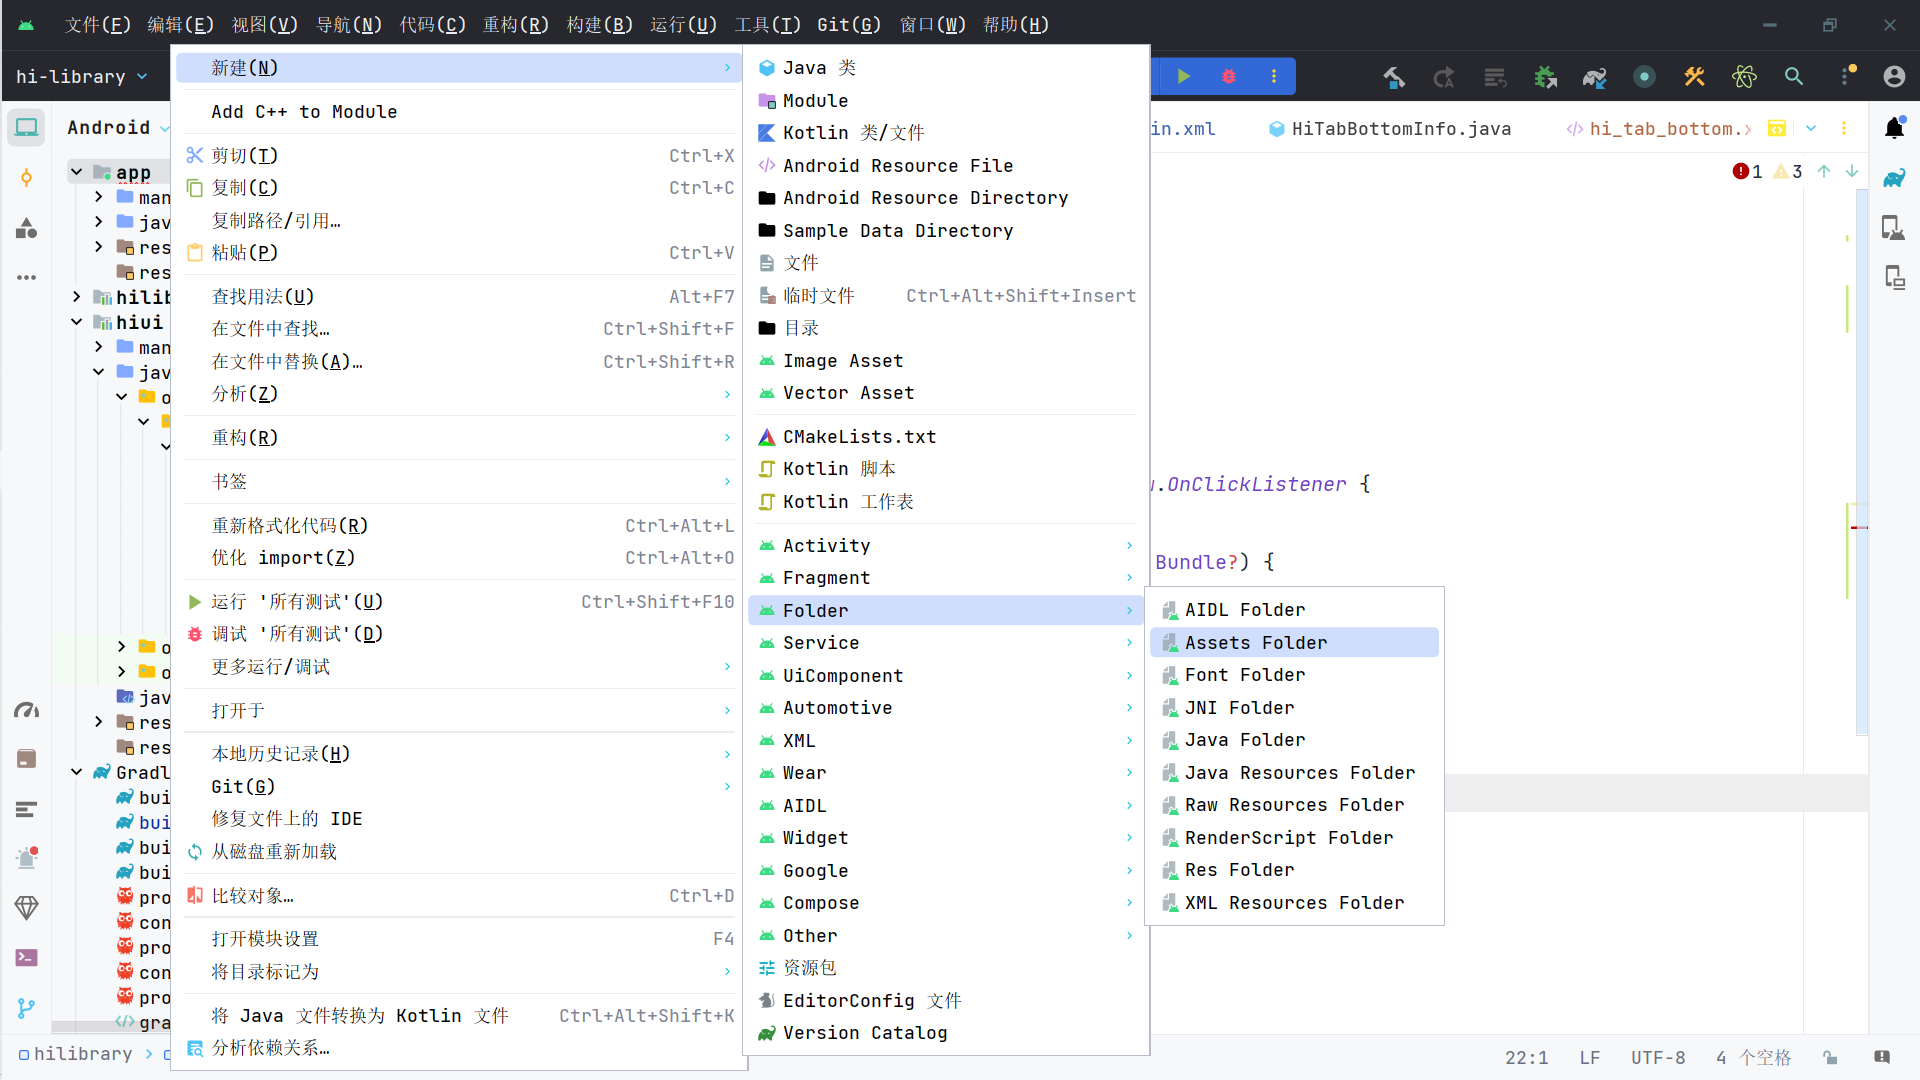 文件(F) 编辑(E) 视图(V) 导航(N) 代码(C) 重构(R) 构建(B) 运行(U) 工具(T) Git(G) 窗口(W) 帮助(H)
hi-library
Android
app
man
jav
res
res
hilib
hiui
man
jav
o
o
o
jav
res
res
Gradl
bui
bui
bui
bui
pro
con
pro
con
pro
gra
hilibrary
新建(N)
Add C++ to Module
剪切(T) Ctrl+X
复制(C) Ctrl+C
复制路径/引用…
粘贴(P) Ctrl+V
查找用法(U) Alt+F7
在文件中查找… Ctrl+Shift+F
在文件中替换(A)… Ctrl+Shift+R
分析(Z)
重构(R)
书签
重新格式化代码(R) Ctrl+Alt+L
优化 import(Z) Ctrl+Alt+O
运行 '所有测试'(U) Ctrl+Shift+F10
调试 '所有测试'(D)
更多运行/调试
打开于
本地历史记录(H)
Git(G)
修复文件上的 IDE
从磁盘重新加载
比较对象… Ctrl+D
打开模块设置 F4
将目录标记为
将 Java 文件转换为 Kotlin 文件 Ctrl+Alt+Shift+K
分析依赖关系…
Java 类
Module
Kotlin 类/文件
Android Resource File
Android Resource Directory
Sample Data Directory
文件
临时文件 Ctrl+Alt+Shift+Insert
目录
Image Asset
Vector Asset
CMakeLists.txt
Kotlin 脚本
Kotlin 工作表
Activity
Fragment
Folder
Service
UiComponent
Automotive
XML
Wear
AIDL
Widget
Google
Compose
Other
资源包
EditorConfig 文件
Version Catalog
AIDL Folder
Assets Folder
Font Folder
JNI Folder
Java Folder
Java Resources Folder
Raw Resources Folder
RenderScript Folder
Res Folder
XML Resources Folder
in.xml HiTabBottomInfo.java hi_tab_bottom.
1 3
.OnClickListener {
Bundle?) {
22:1 LF UTF-8 4 个空格